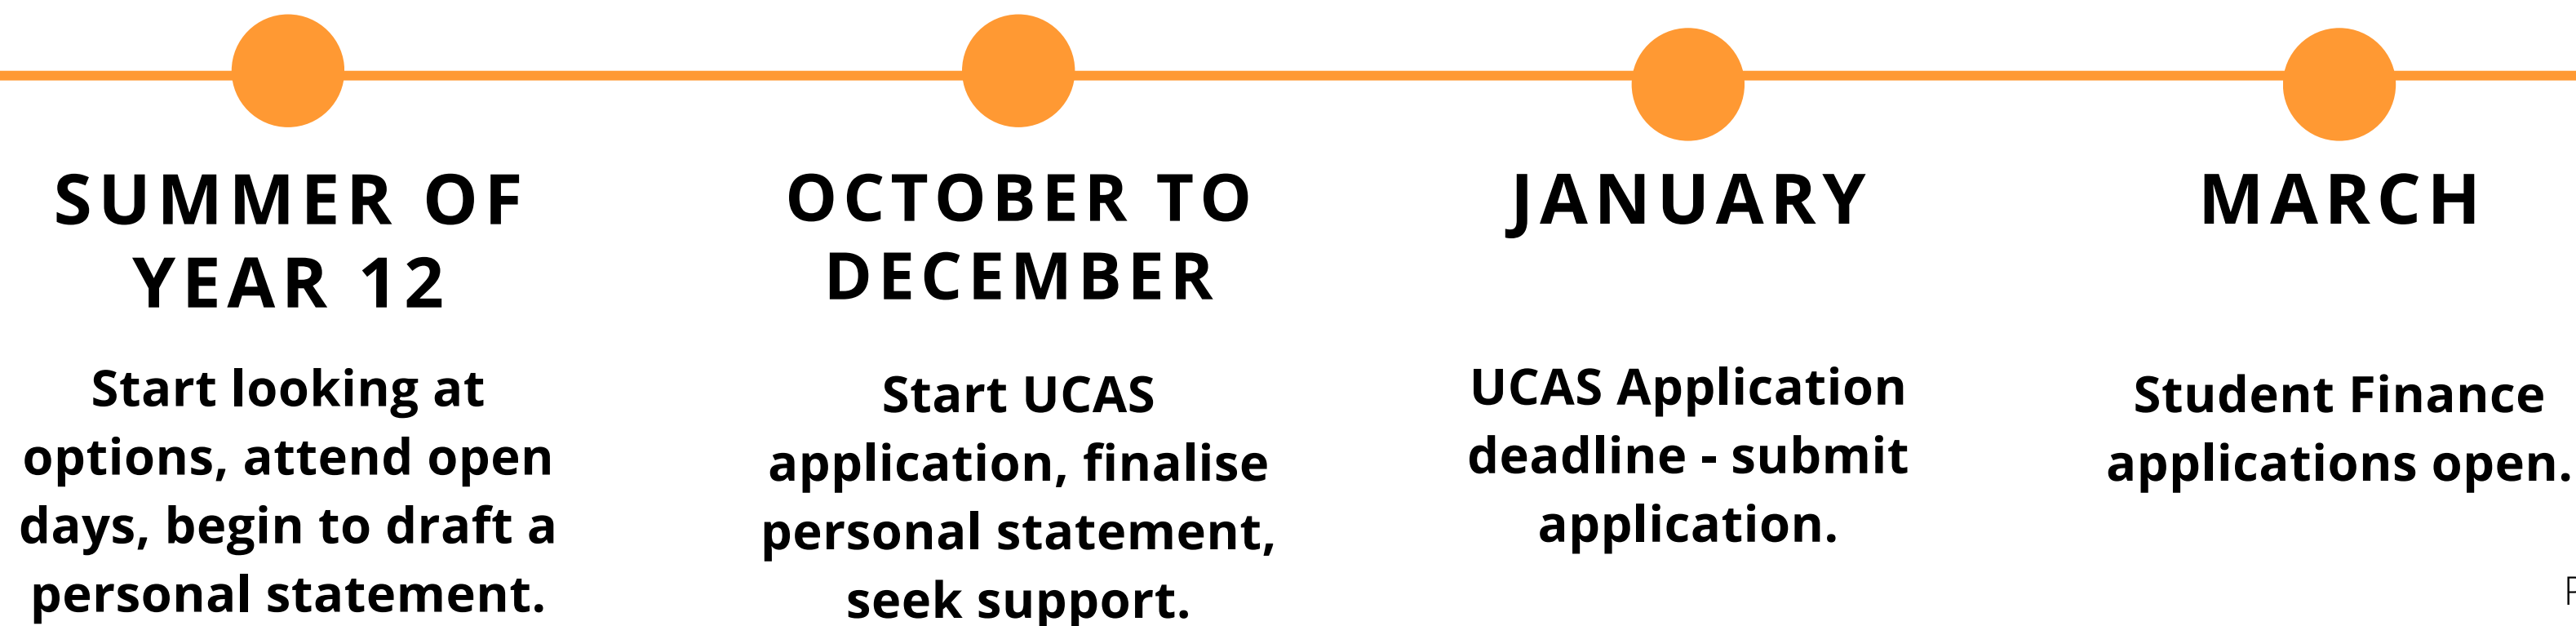 SUMMER OF
YEAR 12
Start looking at
options, attend open
days, begin to draft a
personal statement.
OCTOBER TO
DECEMBER
Start UCAS
application, finalise
personal statement,
seek support.
JANUARY
UCAS Application
deadline - submit
application.
MARCH
Student Finance
applications open.